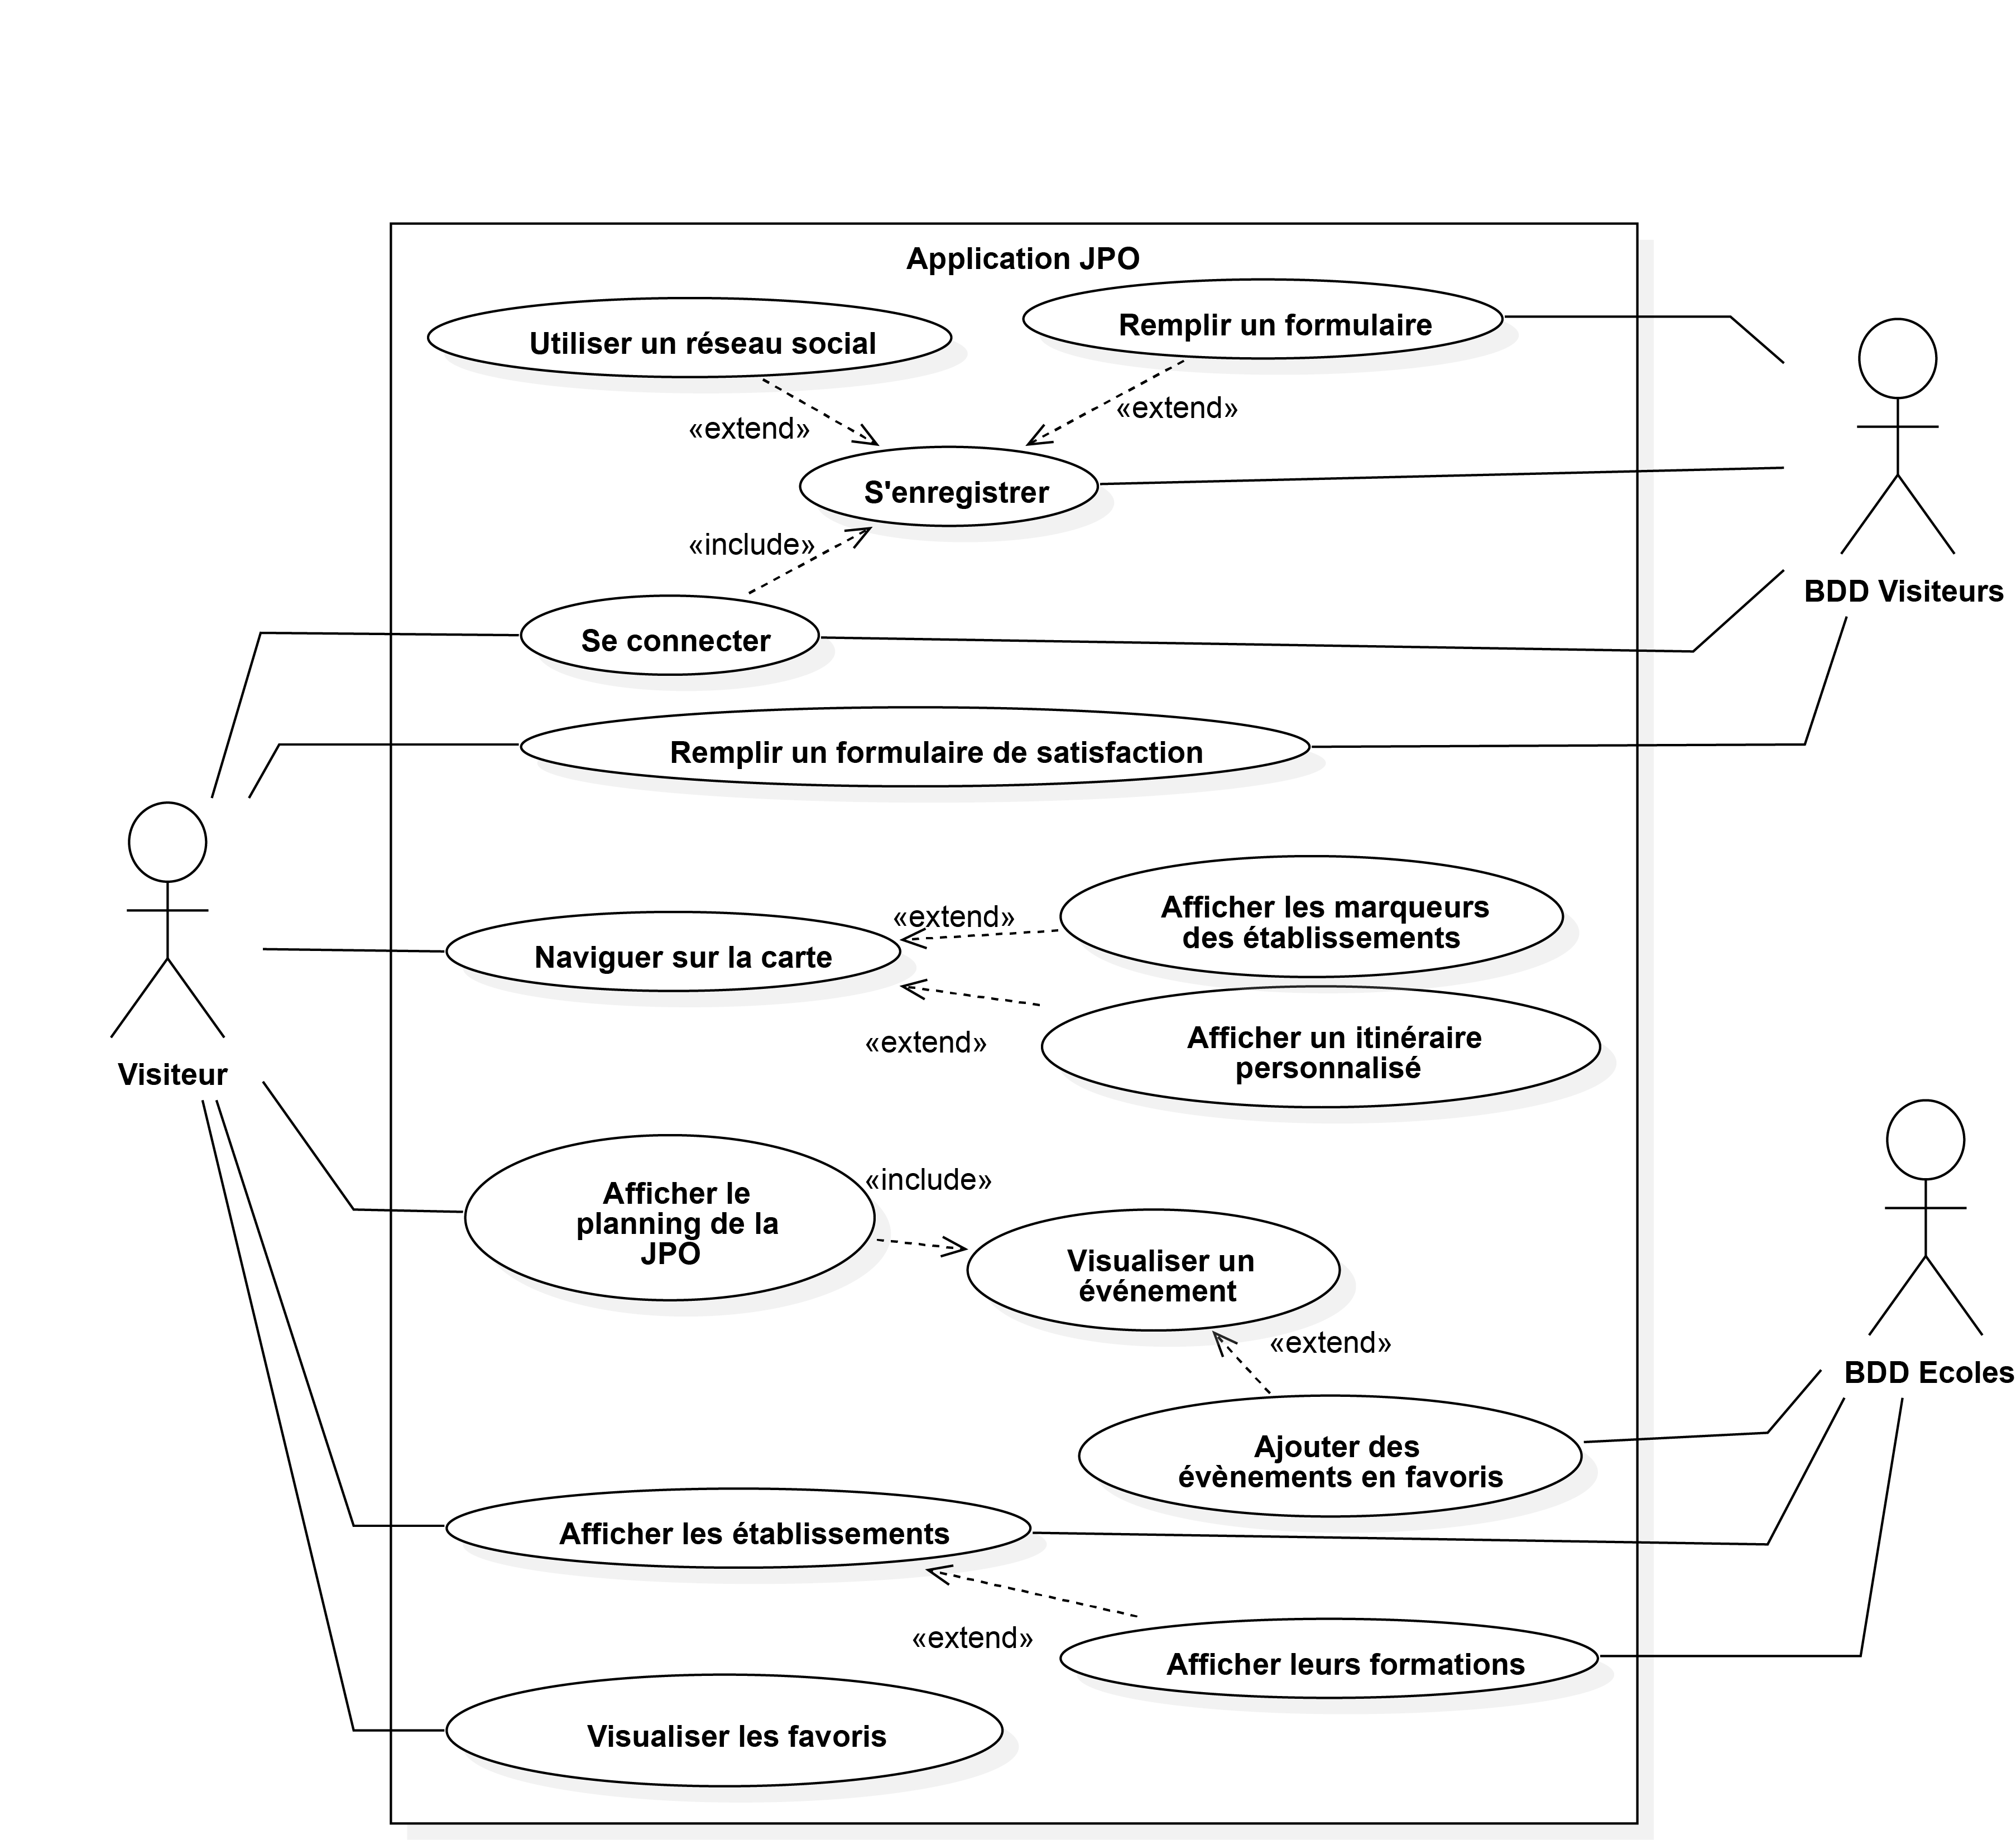 Application JPO
Utiliser un réseau social
Remplir un formulaire
«extend»
«extend»
S'enregistrer
«include»
Se connecter
BDD Visiteurs
Remplir un formulaire de satisfaction
Afficher les marqueurs
des établissements
«extend»
Naviguer sur la carte
«extend»
Afficher un itinéraire
personnalisé
Visiteur
Afficher le
planning de la
JPO
«include»
Visualiser un
événement
«extend»
BDD Ecoles
Ajouter des
évènements en favoris
Afficher les établissements
«extend»
Afficher leurs formations
Visualiser les favoris